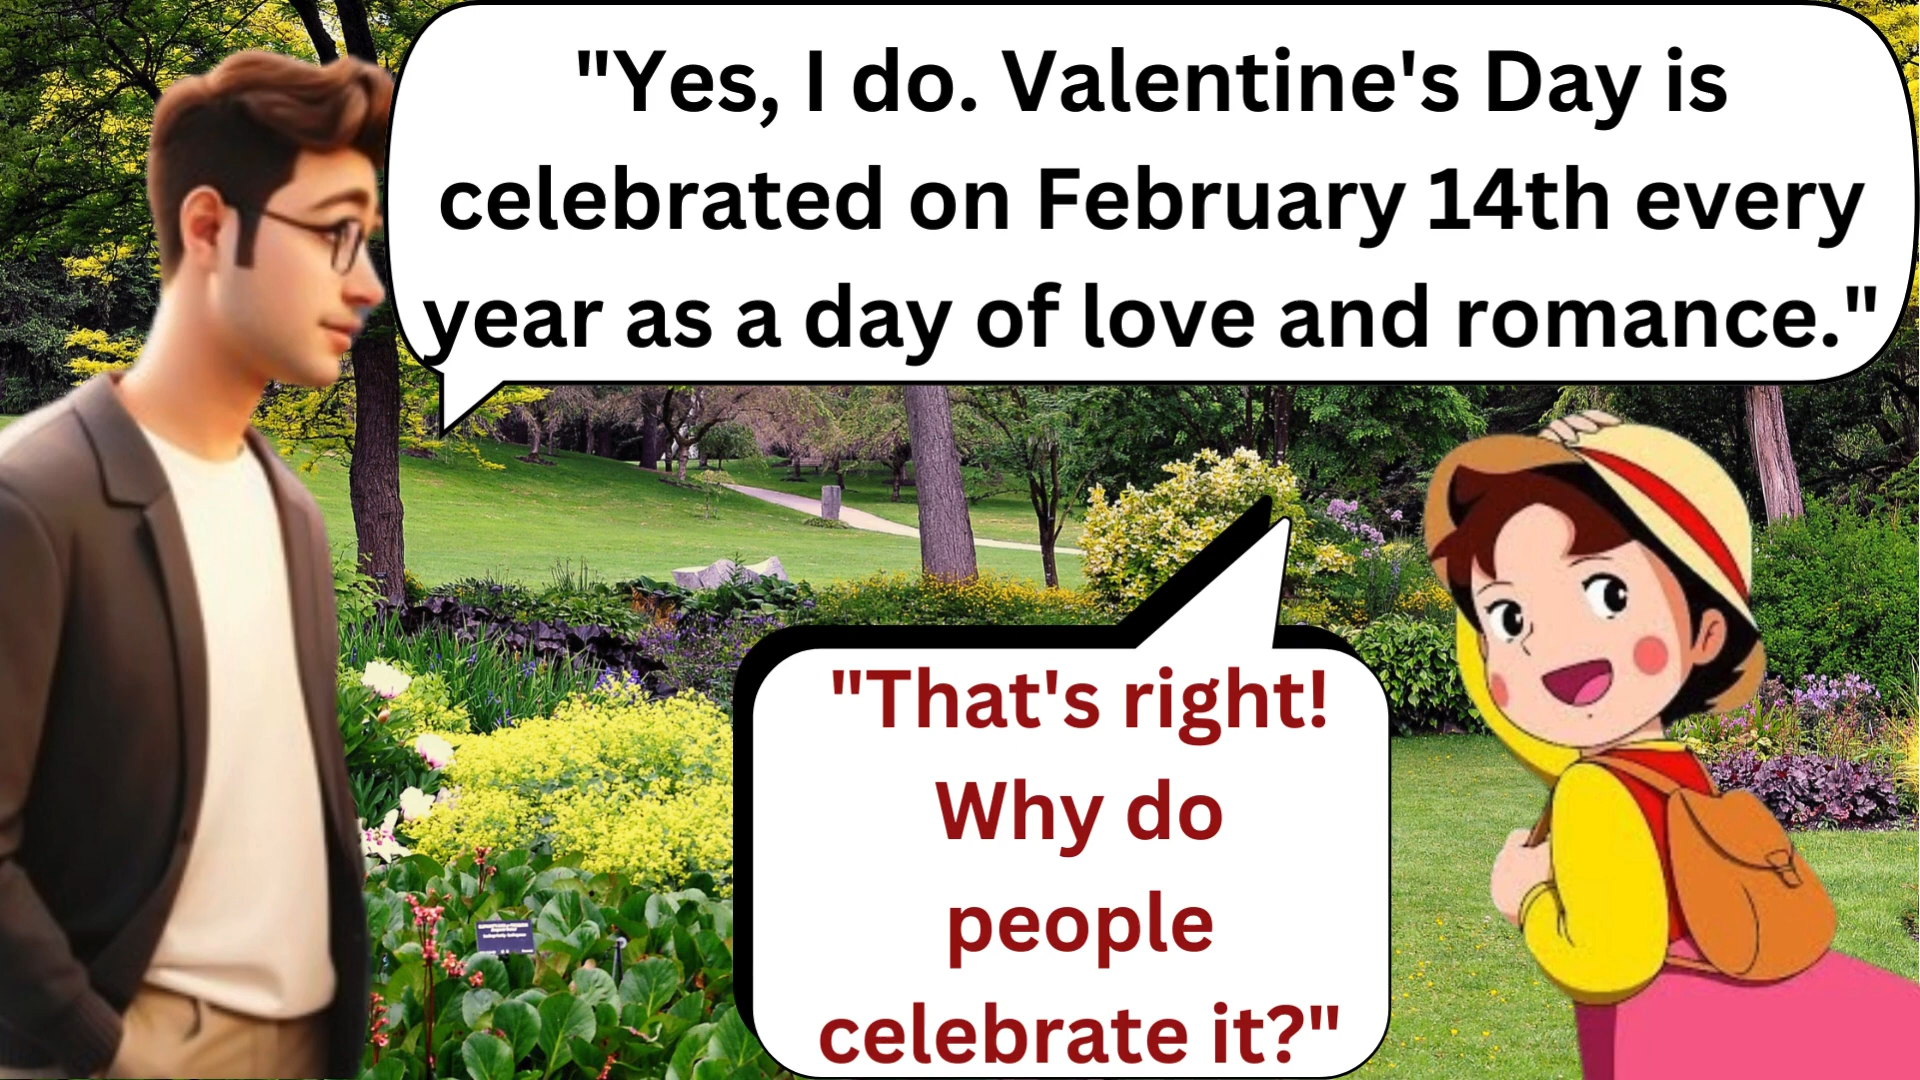 "Yes, I do. Valentine's Day is
celebrated on February 14th every
year as a day of love and romance."
"That's right!
Why do
people
celebrate it?"